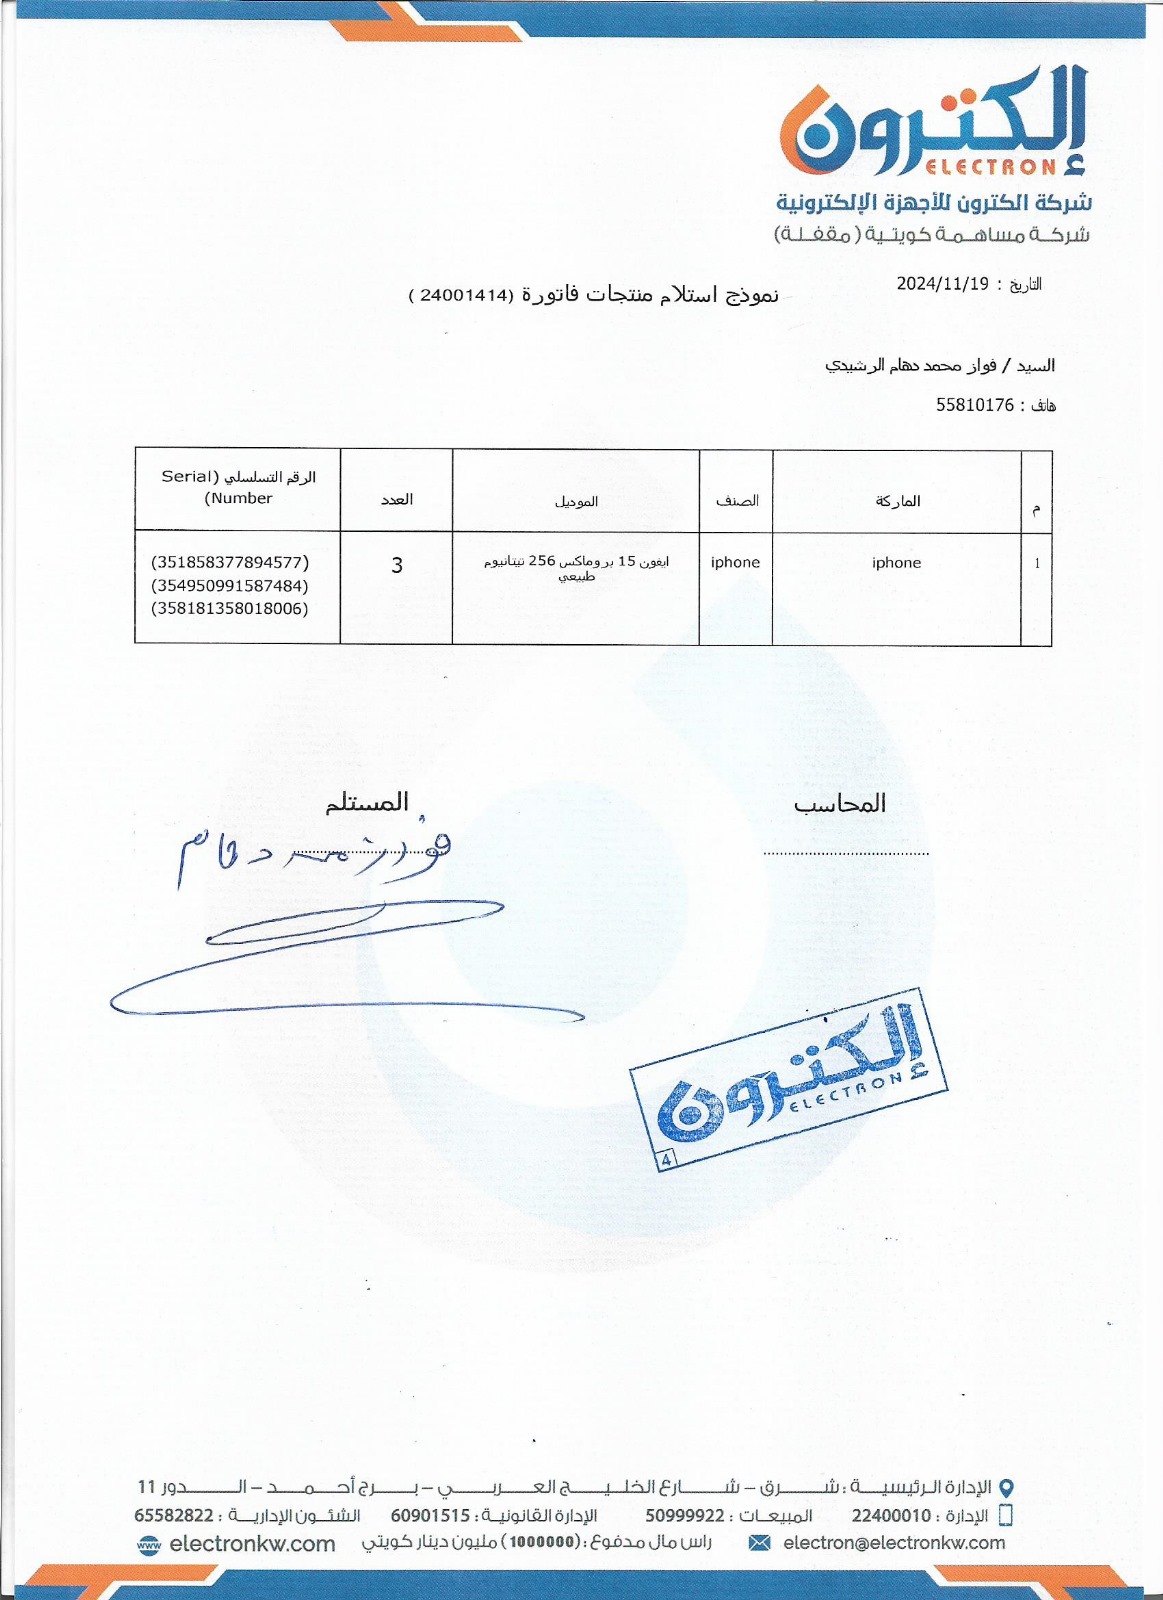 إلكترون
ELECTRON
شركة الكترون للأجهزة الإلكترونية
شركة مساهمة كويتية (مقفلة)
التاريخ : 2024/11/19
نموذج استلام منتجات فاتورة (24001414 )
السيد / فواز محمد دهام الرشيدي
هاتف : 55810176
م الماركة الصنف الموديل العدد الرقم التسلسلي (Serial Number)
1 iphone iphone ايفون 15 بروماكس 256 تيتانيوم طبيعي 3 (351858377894577)
(354950991587484)
(358181358018006)
المحاسب المستلم
فواز محمد دهام
إلكترون
ELECTRON
4
الإدارة الرئيسية : شرق – شارع الخليج العربي – برج أحمد – الدور 11
الإدارة : 22400010 المبيعات : 50999922 الإدارة القانونية : 60901515 الشئون الإدارية : 65582822
electron@electronkw.com راس مال مدفوع : (1000000) مليون دينار كويتي www electronkw.com